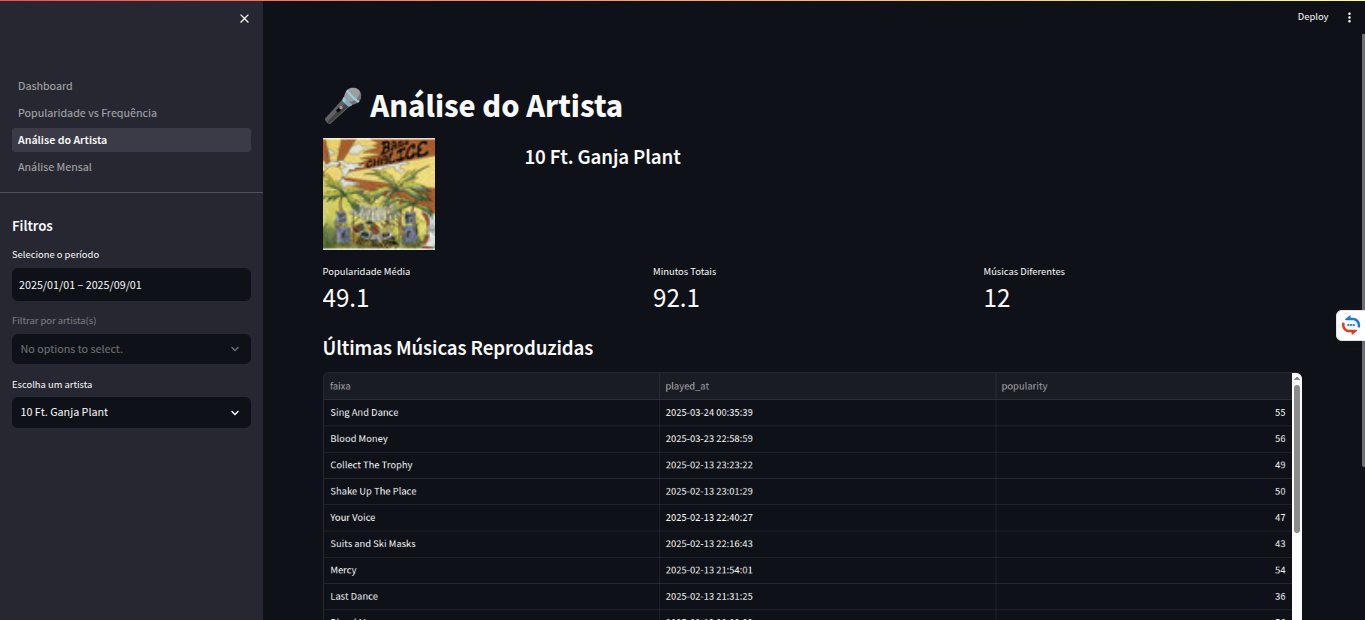 Deploy
Dashboard
Popularidade vs Frequência
Análise do Artista
Análise Mensal
Filtros
Selecione o período
2025/01/01 – 2025/09/01
Filtrar por artista(s)
No options to select.
Escolha um artista
10 Ft. Ganja Plant
Análise do Artista
BASS
CHALICE
10 Ft. Ganja Plant
Popularidade Média Minutos Totais Músicas Diferentes
49.1 92.1 12
Últimas Músicas Reproduzidas
faixa played_at popularity
Sing And Dance 2025-03-24 00:35:39 55
Blood Money 2025-03-23 22:58:59 56
Collect The Trophy 2025-02-13 23:23:22 49
Shake Up The Place 2025-02-13 23:01:29 50
Your Voice 2025-02-13 22:40:27 47
Suits and Ski Masks 2025-02-13 22:16:43 43
Mercy 2025-02-13 21:54:01 54
Last Dance 2025-02-13 21:31:25 36